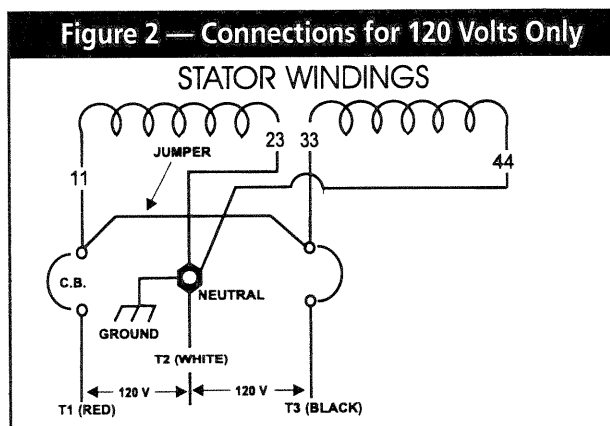 Figure 2 — Connections for 120 Volts Only
STATOR WINDINGS
23 33
JUMPER
44
11
C.B.
NEUTRAL
GROUND
T2 (WHITE)
120 V 120 V
T1 (RED)
T3 (BLACK)